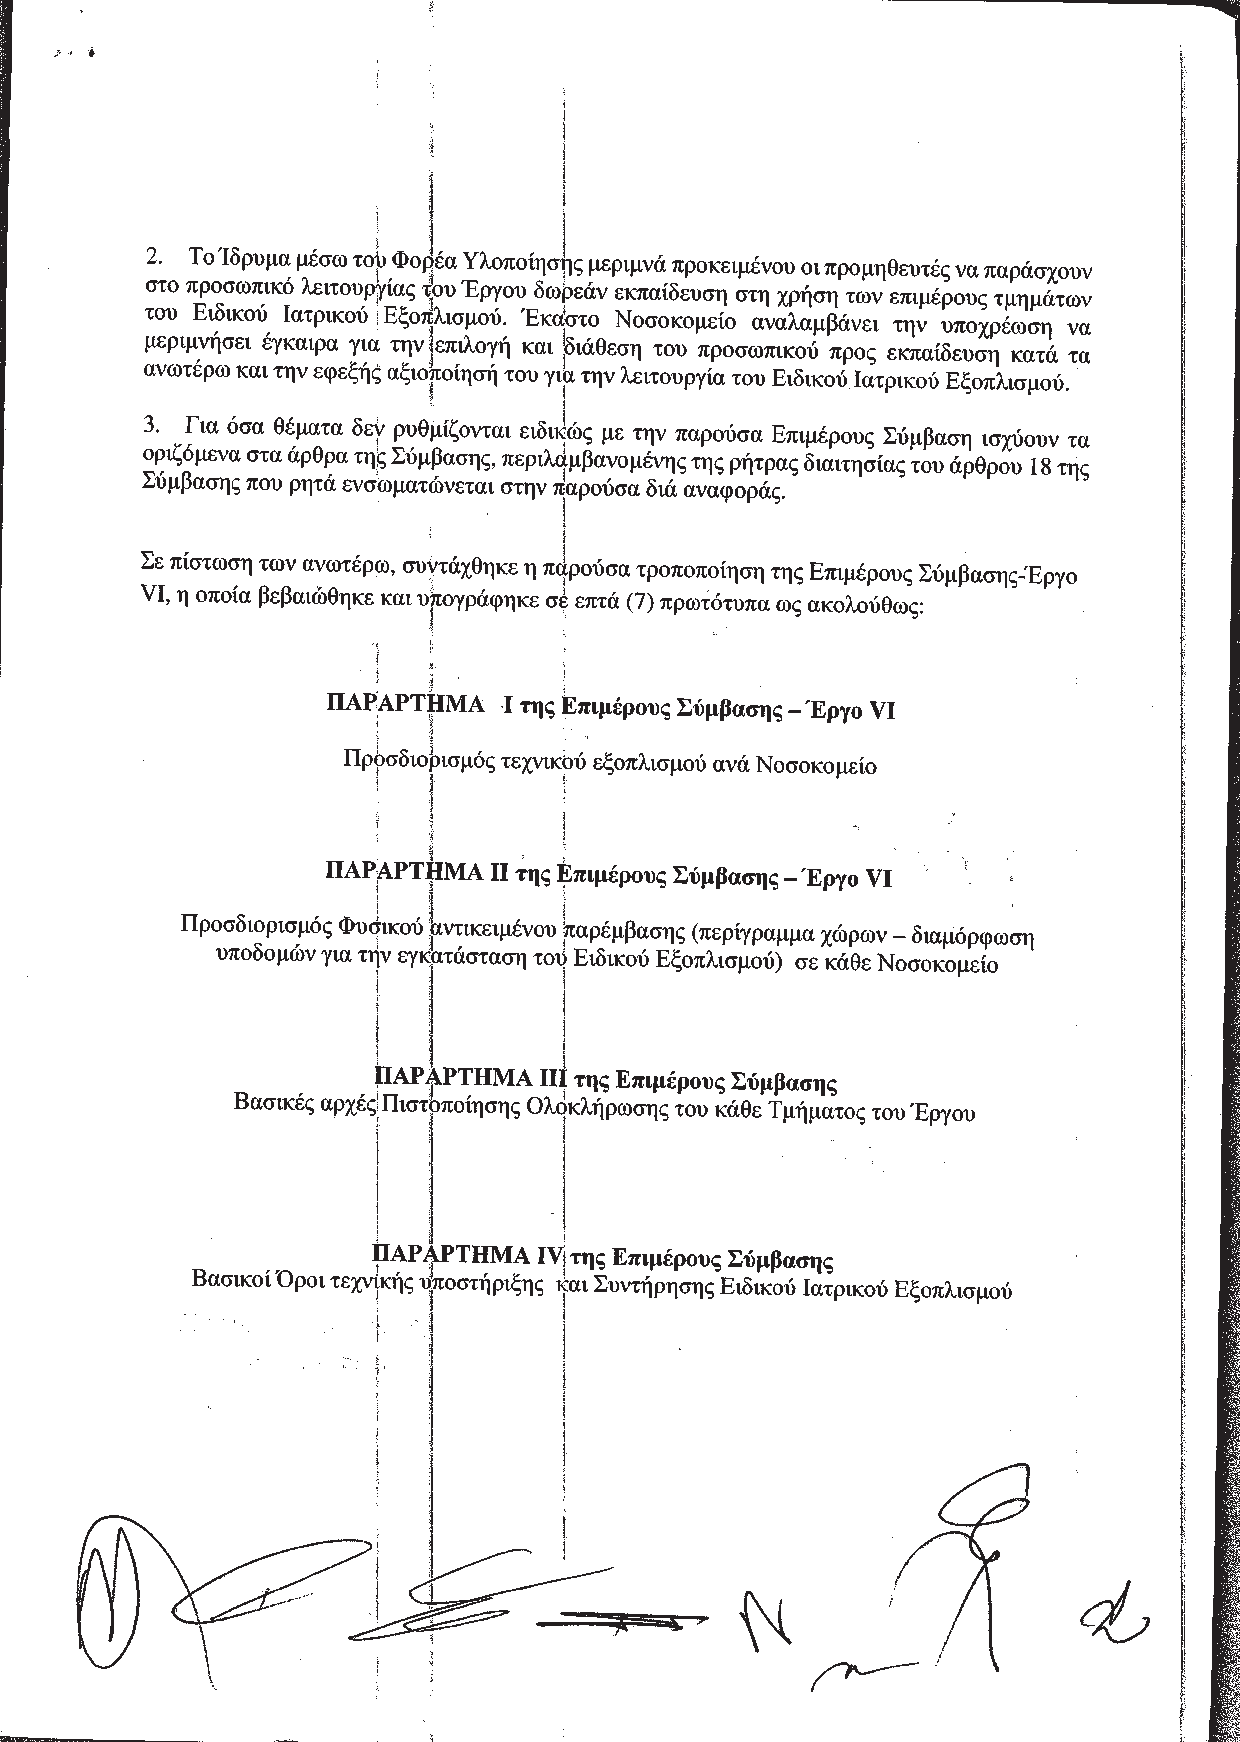 2. Το Ίδρυμα μέσω του Φορέα Υλοποίησης μεριμνά προκειμένου οι προμηθευτές να παράσχουν
στο προσωπικό λειτουργίας του Έργου δωρεάν εκπαίδευση στη χρήση των επιμέρους τμημάτων
του Ειδικού Ιατρικού Εξοπλισμού. Έκαστο Νοσοκομείο αναλαμβάνει την υποχρέωση να
μεριμνήσει έγκαιρα για την επιλογή και διάθεση του προσωπικού προς εκπαίδευση κατά τα
ανωτέρω και την εφεξής αξιοποίησή του για την λειτουργία του Ειδικού Ιατρικού Εξοπλισμού.
3. Για όσα θέματα δεν ρυθμίζονται ειδικώς με την παρούσα Επιμέρους Σύμβαση ισχύουν τα
οριζόμενα στα άρθρα της Σύμβασης, περιλαμβανομένης της ρήτρας διαιτησίας του άρθρου 18 της
Σύμβασης που ρητά ενσωματώνεται στην παρούσα διά αναφοράς.
Σε πίστωση των ανωτέρω, συντάχθηκε η παρούσα τροποποίηση της Επιμέρους Σύμβασης-Έργο
VI, η οποία βεβαιώθηκε και υπογράφηκε σε επτά (7) πρωτότυπα ως ακολούθως:
ΠΑΡΑΡΤΗΜΑ Ι της Επιμέρους Σύμβασης – Έργο VI
Προσδιορισμός τεχνικού εξοπλισμού ανά Νοσοκομείο
ΠΑΡΑΡΤΗΜΑ ΙΙ της Επιμέρους Σύμβασης – Έργο VI
Προσδιορισμός Φυσικού αντικειμένου παρέμβασης (περίγραμμα χώρων – διαμόρφωση
υποδομών για την εγκατάσταση του Ειδικού Εξοπλισμού) σε κάθε Νοσοκομείο
ΠΑΡΑΡΤΗΜΑ ΙΙΙ της Επιμέρους Σύμβασης
Βασικές αρχές Πιστοποίησης Ολοκλήρωσης του κάθε Τμήματος του Έργου
ΠΑΡΑΡΤΗΜΑ IV της Επιμέρους Σύμβασης
Βασικοί Όροι τεχνικής υποστήριξης και Συντήρησης Ειδικού Ιατρικού Εξοπλισμού